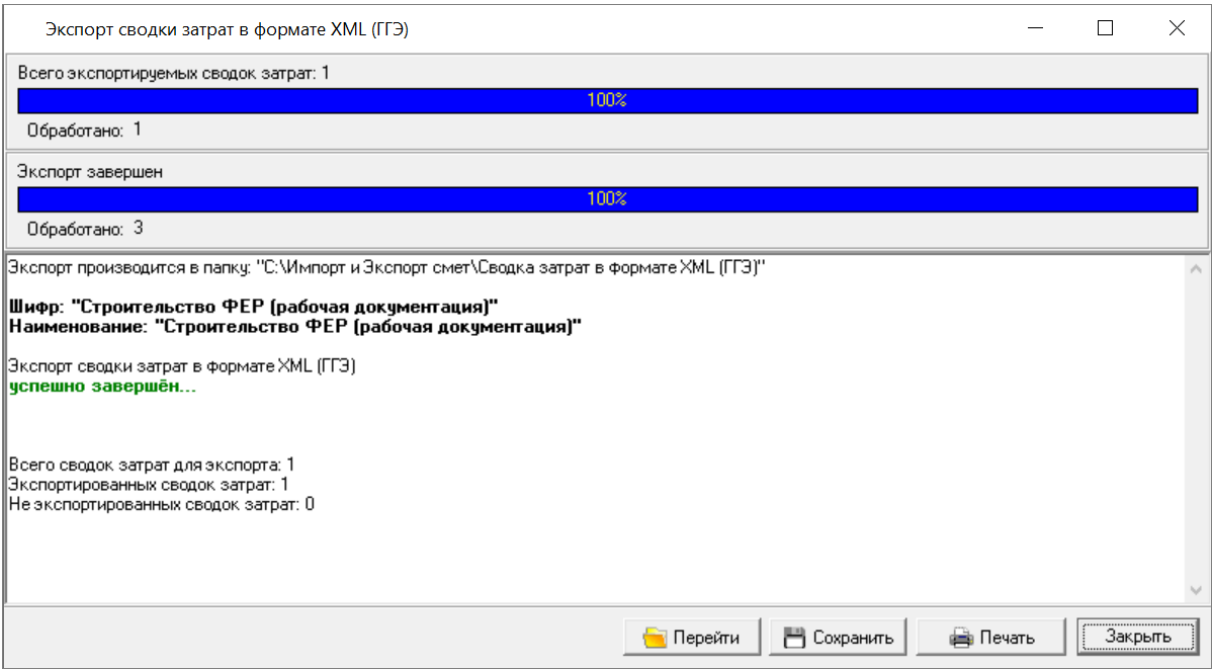 Экспорт сводки затрат в формате XML (ГГЭ)
Всего экспортируемых сводок затрат: 1
100%
Обработано: 1
Экспорт завершен
100%
Обработано: 3
Экспорт производится в папку: "C:\Импорт и Экспорт смет\Сводка затрат в формате XML (ГГЭ)"
Шифр: "Строительство ФЕР (рабочая документация)"
Наименование: "Строительство ФЕР (рабочая документация)"
Экспорт сводки затрат в формате XML (ГГЭ)
успешно завершён...
Всего сводок затрат для экспорта: 1
Экспортированных сводок затрат: 1
Не экспортированных сводок затрат: 0
Перейти Сохранить Печать Закрыть